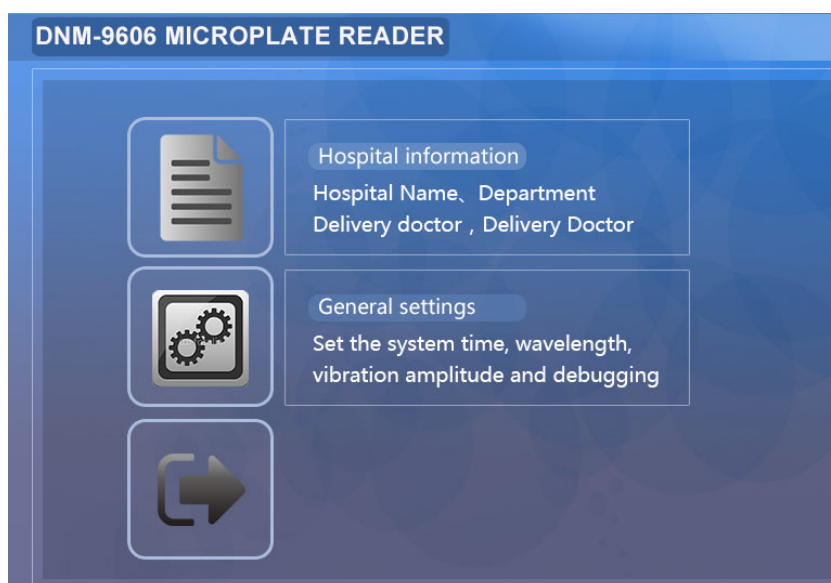 DNM-9606 MICROPLATE READER
Hospital information
Hospital Name、Department
Delivery doctor , Delivery Doctor
General settings
Set the system time, wavelength,
vibration amplitude and debugging